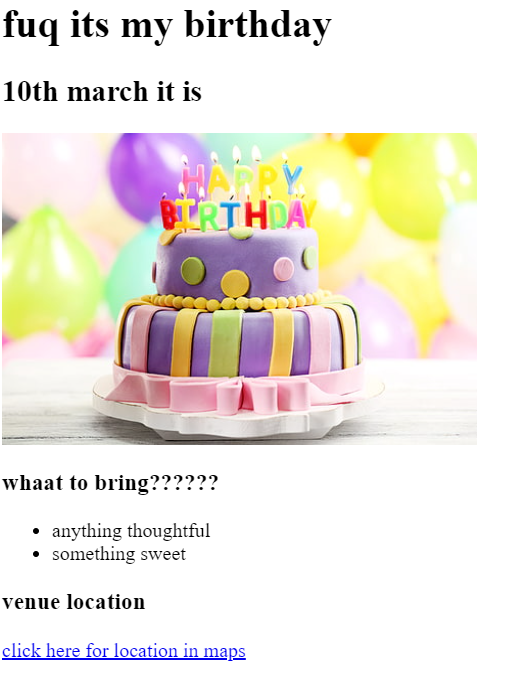 fuq its my birthday
10th march it is
HAPPY
BIRTHDAY
whaat to bring??????
anything thoughtful
something sweet
venue location
click here for location in maps